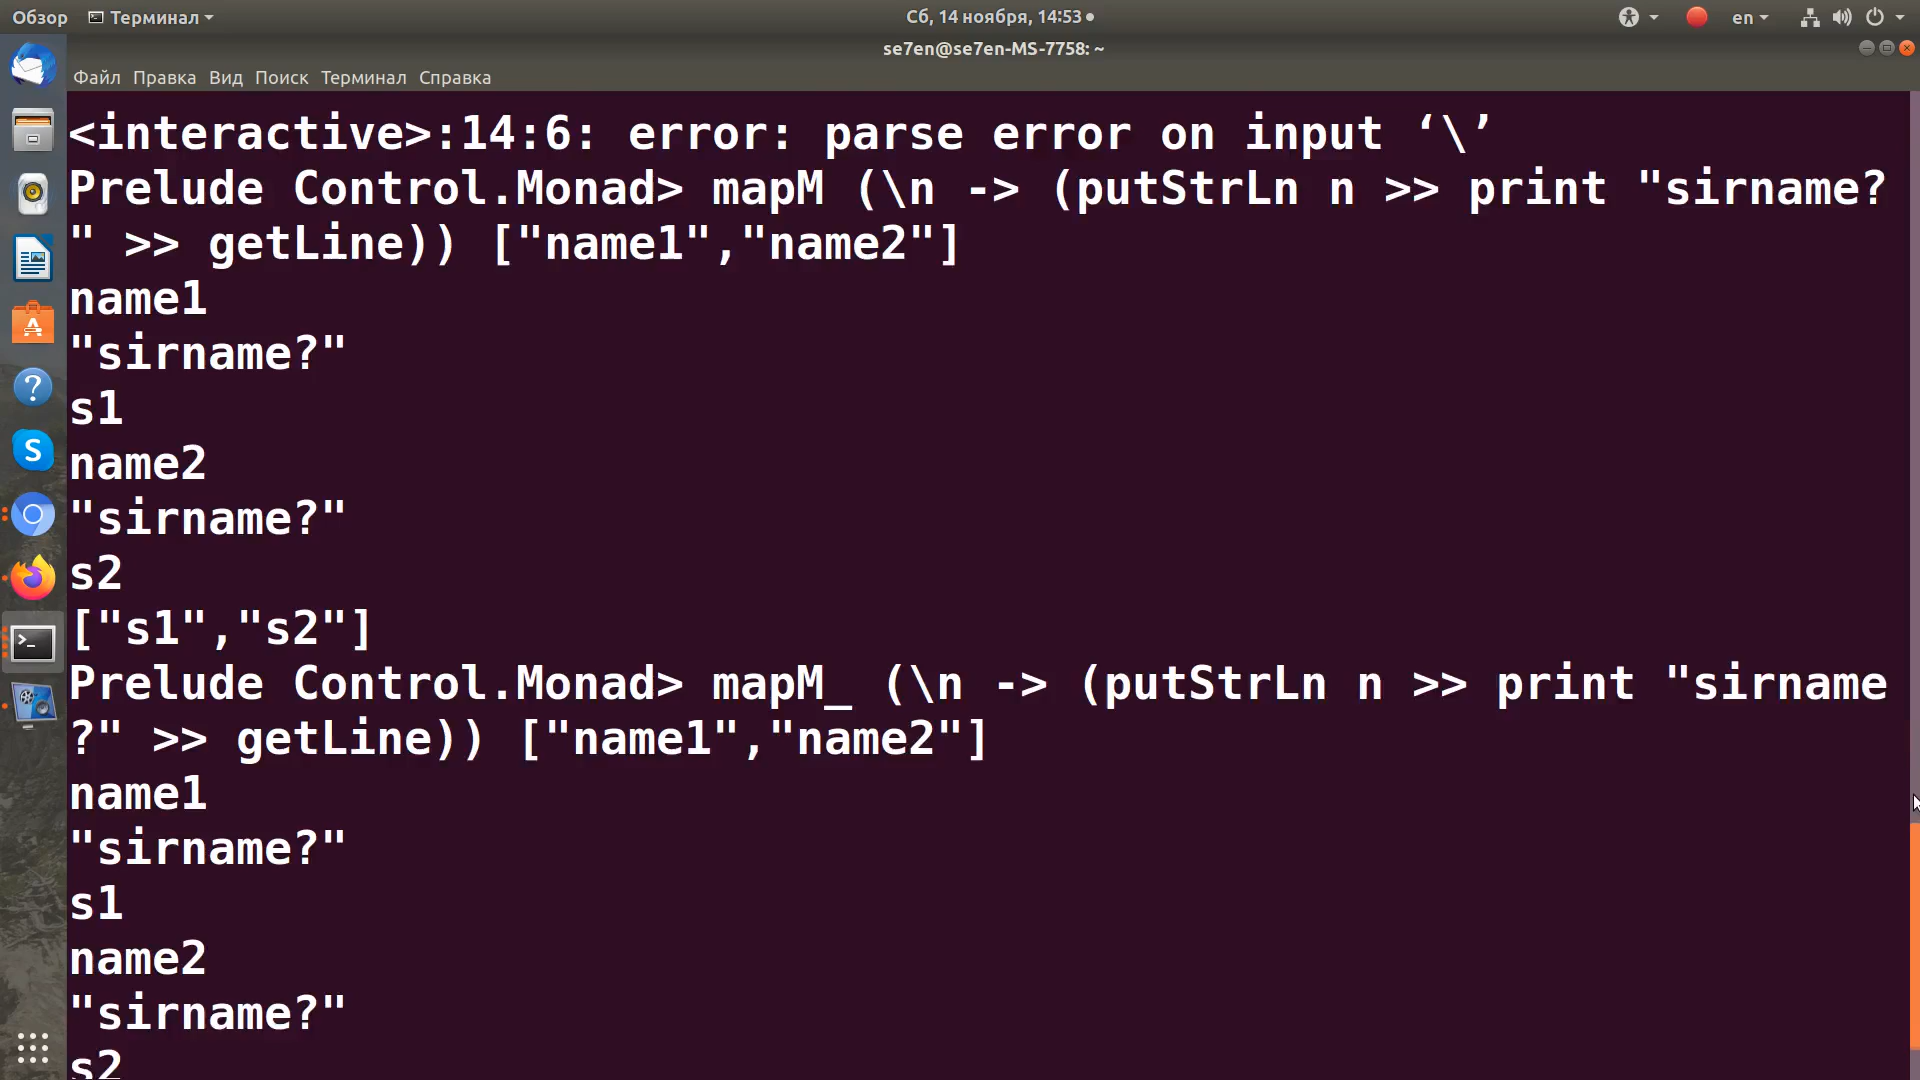 Обзор Терминал Сб, 14 ноября, 14:53 en
se7en@se7en-MS-7758: ~
Файл Правка Вид Поиск Терминал Справка
<interactive>:14:6: error: parse error on input ‘\’
Prelude Control.Monad> mapM (\n -> (putStrLn n >> print "sirname?
" >> getLine)) ["name1","name2"]
name1
"sirname?"
s1
name2
"sirname?"
s2
["s1","s2"]
Prelude Control.Monad> mapM_ (\n -> (putStrLn n >> print "sirname
?" >> getLine)) ["name1","name2"]
name1
"sirname?"
s1
name2
"sirname?"
s2